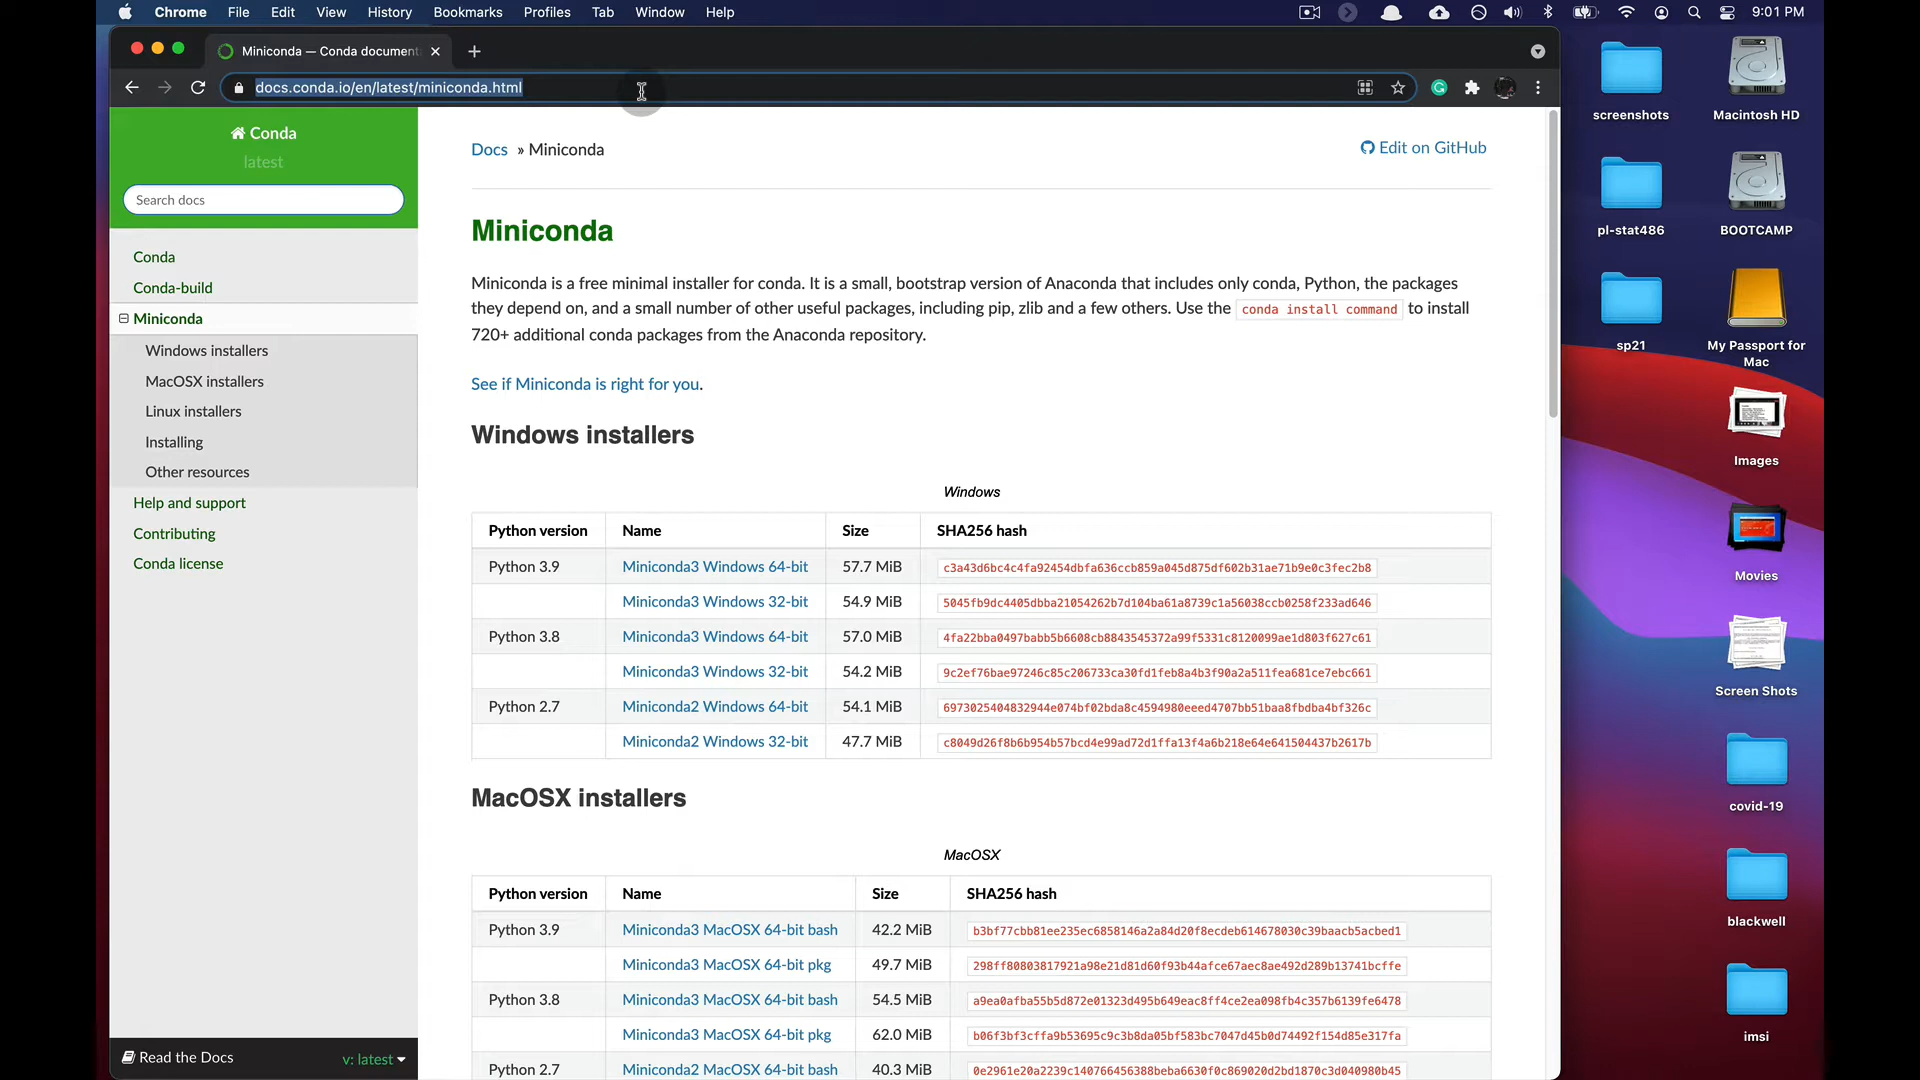 Chrome File Edit View History Bookmarks Profiles Tab Window Help 9:01 PM
Miniconda — Conda document
docs.conda.io/en/latest/miniconda.html
Conda
latest
Search docs
Conda
Conda-build
Miniconda
Windows installers
MacOSX installers
Linux installers
Installing
Other resources
Help and support
Contributing
Conda license
Read the Docs v: latest
Docs » Miniconda Edit on GitHub
Miniconda
Miniconda is a free minimal installer for conda. It is a small, bootstrap version of Anaconda that includes only conda, Python, the packages
they depend on, and a small number of other useful packages, including pip, zlib and a few others. Use the conda install command to install
720+ additional conda packages from the Anaconda repository.
See if Miniconda is right for you.
Windows installers
Windows
Python version Name Size SHA256 hash
Python 3.9 Miniconda3 Windows 64-bit 57.7 MiB c3a43d6bc4c4fa92454dbfa636ccb859a045d875df602b31ae71b9e0c3fec2b8
Miniconda3 Windows 32-bit 54.9 MiB 5045fb9dc4405dbba21054262b7d104ba61a8739c1a56038ccb0258f233ad646
Python 3.8 Miniconda3 Windows 64-bit 57.0 MiB 4fa22bba0497babb5b6608cb8843545372a99f5331c8120099ae1d803f627c61
Miniconda3 Windows 32-bit 54.2 MiB 9c2ef76bae97246c85c206733ca30fd1feb8a4b3f90a2a511fea681ce7ebc661
Python 2.7 Miniconda2 Windows 64-bit 54.1 MiB 6973025404832944e074bf02bda8c4594980eeed4707bb51baa8fbdba4bf326c
Miniconda2 Windows 32-bit 47.7 MiB c8049d26f8b6b954b57bcd4e99ad72d1ffa13f4a6b218e64e641504437b2617b
MacOSX installers
MacOSX
Python version Name Size SHA256 hash
Python 3.9 Miniconda3 MacOSX 64-bit bash 42.2 MiB b3bf77cbb81ee235ec6858146a2a84d20f8ecdeb614678030c39baacb5acbed1
Miniconda3 MacOSX 64-bit pkg 49.7 MiB 298ff80803817921a98e21d81d60f93b44afce67aec8ae492d289b13741bcffe
Python 3.8 Miniconda3 MacOSX 64-bit bash 54.5 MiB a9ea0afba55b5d872e01323d495b649eac8ff4ce2ea098fb4c357b6139fe6478
Miniconda3 MacOSX 64-bit pkg 62.0 MiB b06f3bf3cffa9b53695c9c3b8da05bf583bc7047d45b0d74492f154d85e317fa
Python 2.7 Miniconda2 MacOSX 64-bit bash 40.3 MiB 0e2961e20a2239c140766456388beba6630f0c869020d2bd1870c3d040980b45
screenshots Macintosh HD
pl-stat486 BOOTCAMP
sp21 My Passport for
Mac
Images
Movies
Screen Shots
covid-19
blackwell
imsi